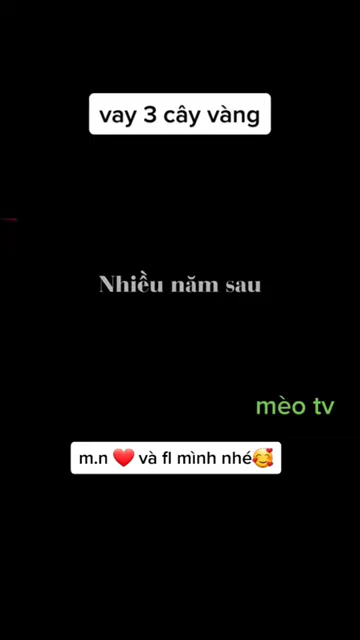 vay 3 cây vàng
Nhiều năm sau
mèo tv
m.n ❤️ và fl mình nhé🥰